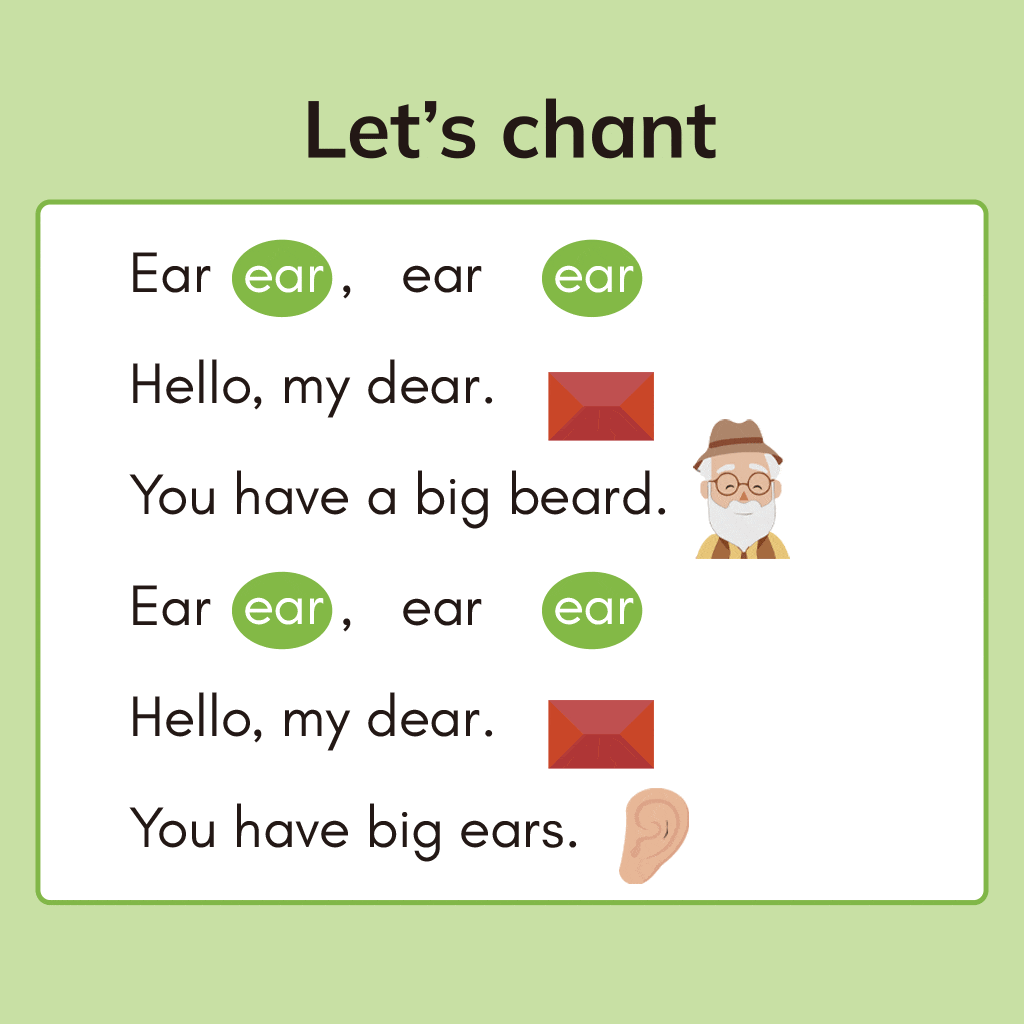 Let's chant
Ear ear, ear ear
Hello, my dear.
You have a big beard.
Ear ear, ear ear
Hello, my dear.
You have big ears.